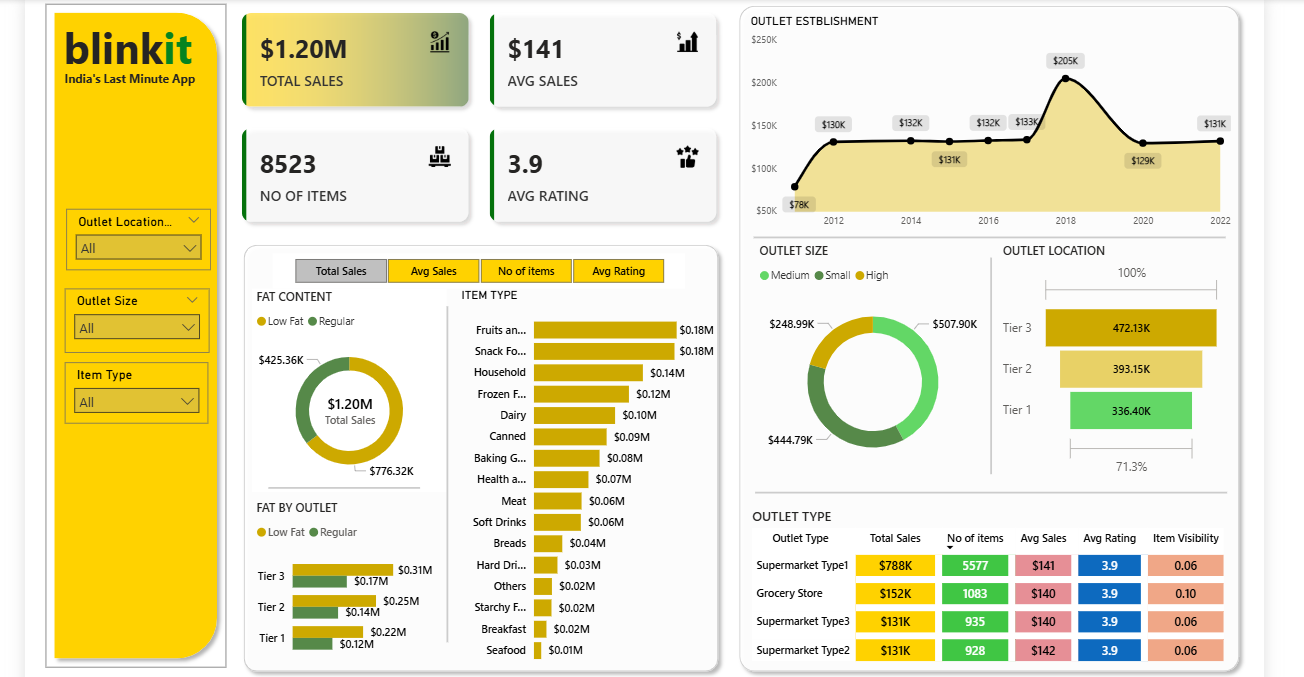 blinkit
India's Last Minute App
Outlet Location...
All
Outlet Size
All
Item Type
All
$1.20M
TOTAL SALES
$141
AVG SALES
8523
NO OF ITEMS
3.9
AVG RATING
Total Sales Avg Sales No of items Avg Rating
FAT CONTENT
Low Fat Regular
$425.36K
$1.20M
Total Sales
$776.32K
FAT BY OUTLET
Low Fat Regular
Tier 3 $0.31M
$0.17M
Tier 2 $0.25M
$0.14M
Tier 1 $0.22M
$0.12M
ITEM TYPE
Fruits an... $0.18M
Snack Fo... $0.18M
Household $0.14M
Frozen F... $0.12M
Dairy $0.10M
Canned $0.09M
Baking G... $0.08M
Health a... $0.07M
Meat $0.06M
Soft Drinks $0.06M
Breads $0.04M
Hard Dri... $0.03M
Others $0.02M
Starchy F... $0.02M
Breakfast $0.02M
Seafood $0.01M
OUTLET ESTBLISHMENT
$250K
$200K
$150K
$100K
$50K
$78K
$130K
$132K
$131K
$132K
$133K
$205K
$129K
$131K
2012 2014 2016 2018 2020 2022
OUTLET SIZE
Medium Small High
$248.99K
$507.90K
$444.79K
OUTLET LOCATION
100%
Tier 3 472.13K
Tier 2 393.15K
Tier 1 336.40K
71.3%
OUTLET TYPE
Outlet Type Total Sales No of items Avg Sales Avg Rating Item Visibility
Supermarket Type1 $788K 5577 $141 3.9 0.06
Grocery Store $152K 1083 $140 3.9 0.10
Supermarket Type3 $131K 935 $140 3.9 0.06
Supermarket Type2 $131K 928 $142 3.9 0.06